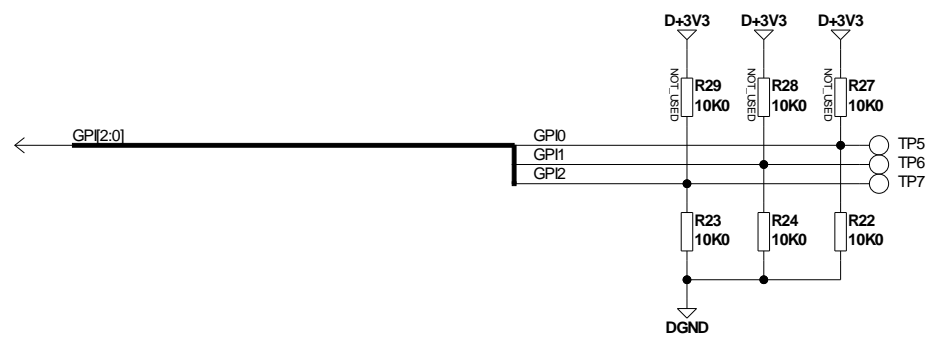 D+3V3 D+3V3 D+3V3
NOT_USED R29 NOT_USED R28 NOT_USED R27
10K0 10K0 10K0
GPI[2:0] GPI0 TP5
GPI1 TP6
GPI2 TP7
R23 R24 R22
10K0 10K0 10K0
DGND